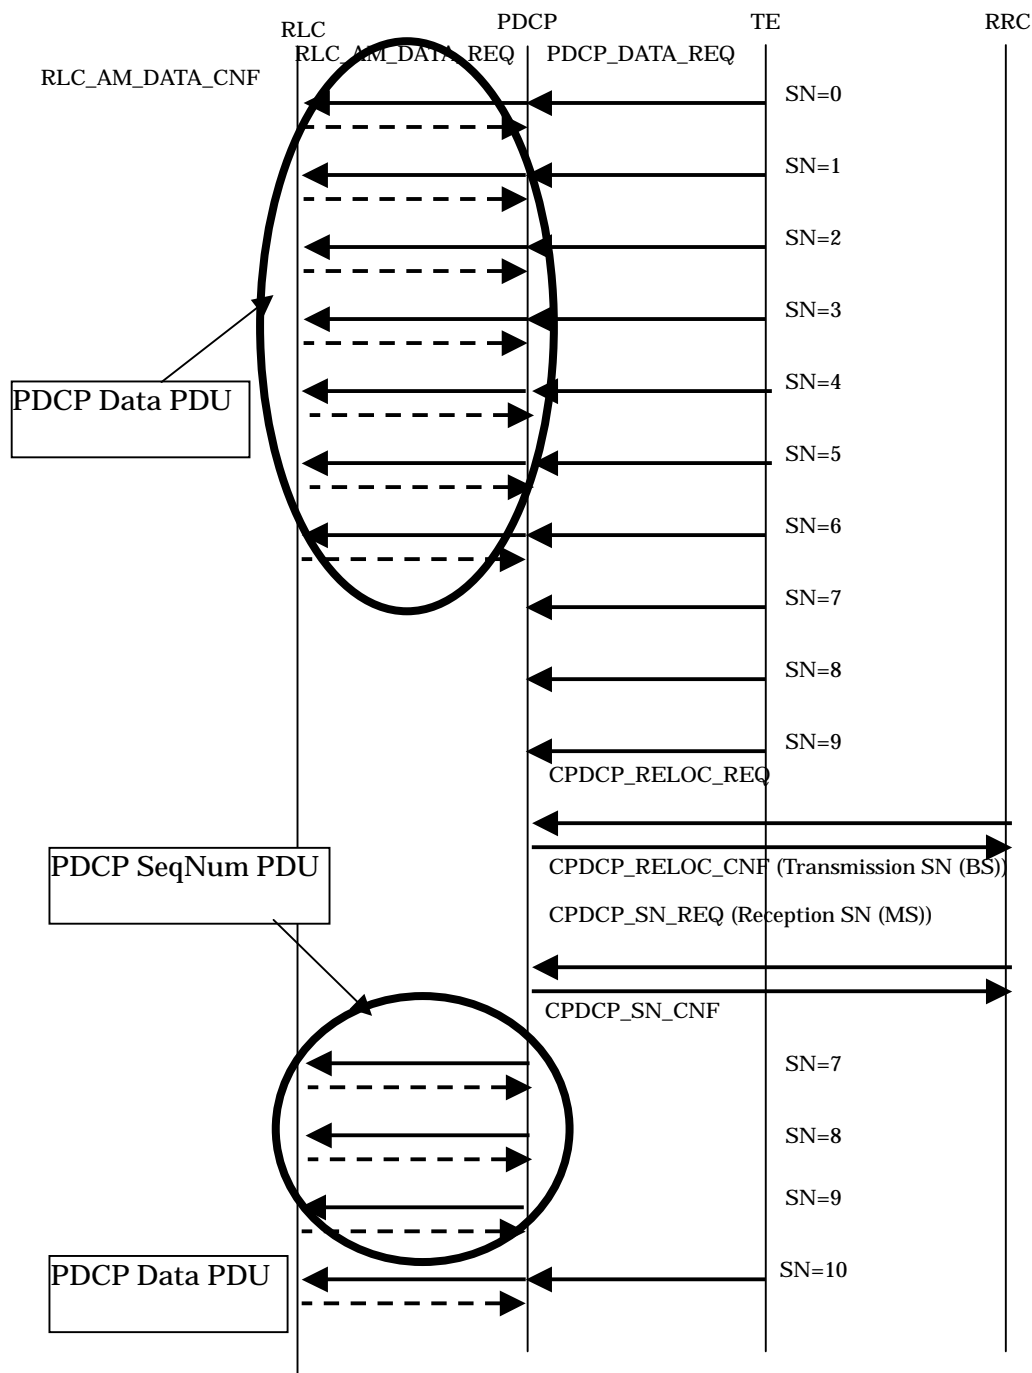 RLC
PDCP
TE
RRC
RLC_AM_DATA_CNF
RLC_AM_DATA_REQ
PDCP_DATA_REQ
SN=0
SN=1
SN=2
SN=3
PDCP Data PDU
SN=4
SN=5
SN=6
SN=7
SN=8
SN=9
CPDCP_RELOC_REQ
PDCP SeqNum PDU
CPDCP_RELOC_CNF (Transmission SN (BS))
CPDCP_SN_REQ (Reception SN (MS))
CPDCP_SN_CNF
SN=7
SN=8
SN=9
PDCP Data PDU
SN=10